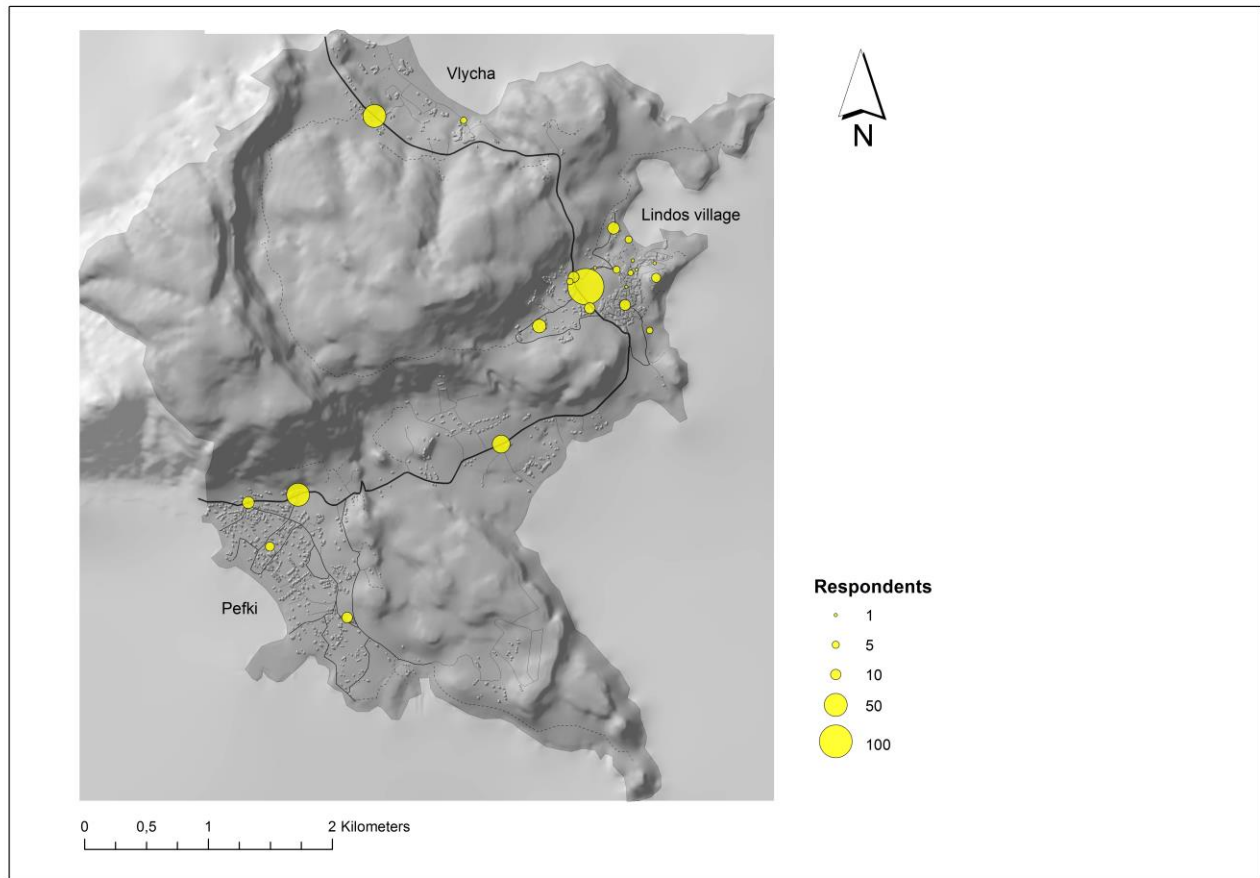 Vlycha
N
Lindos village
Pefki
Respondents
1
5
10
50
100
0 0,5 1 2 Kilometers